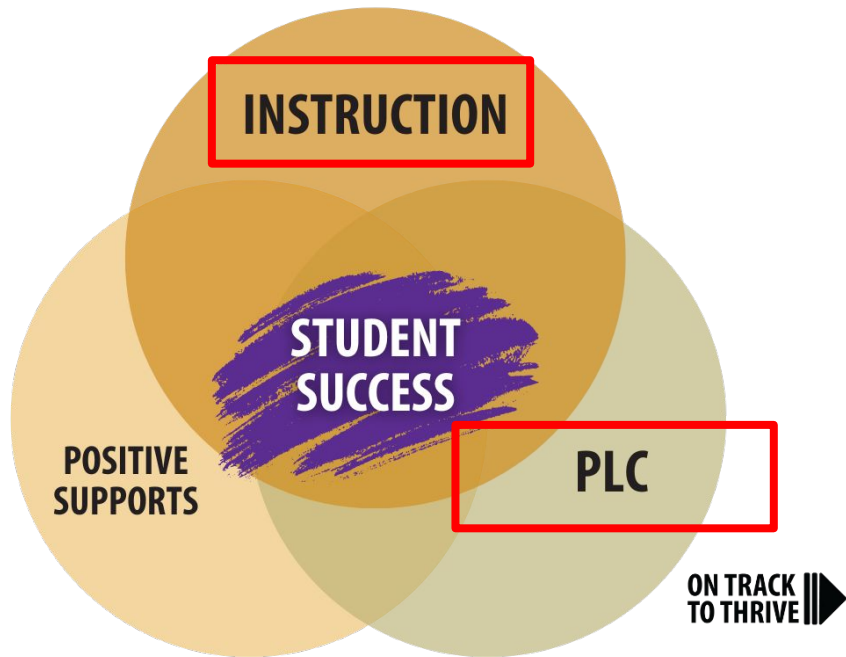 INSTRUCTION
STUDENT
SUCCESS
POSITIVE
SUPPORTS
PLC
ON TRACK
TO THRIVE